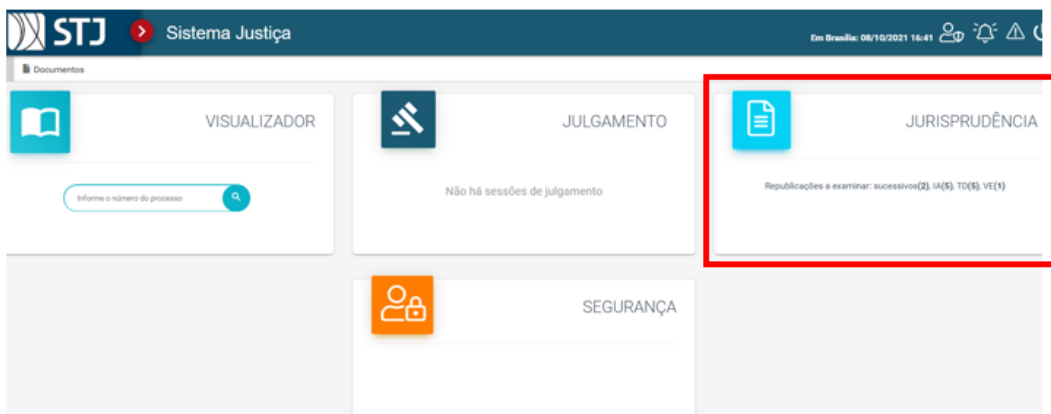 STJ
Sistema Justiça
Em Brasília: 08/10/2021 16:41
Documentos
VISUALIZADOR
Informe o número do processo
JULGAMENTO
Não há sessões de julgamento
JURISPRUDÊNCIA
Republicações a examinar: sucessivos(2), IA(5), TD(5), VE(1)
SEGURANÇA